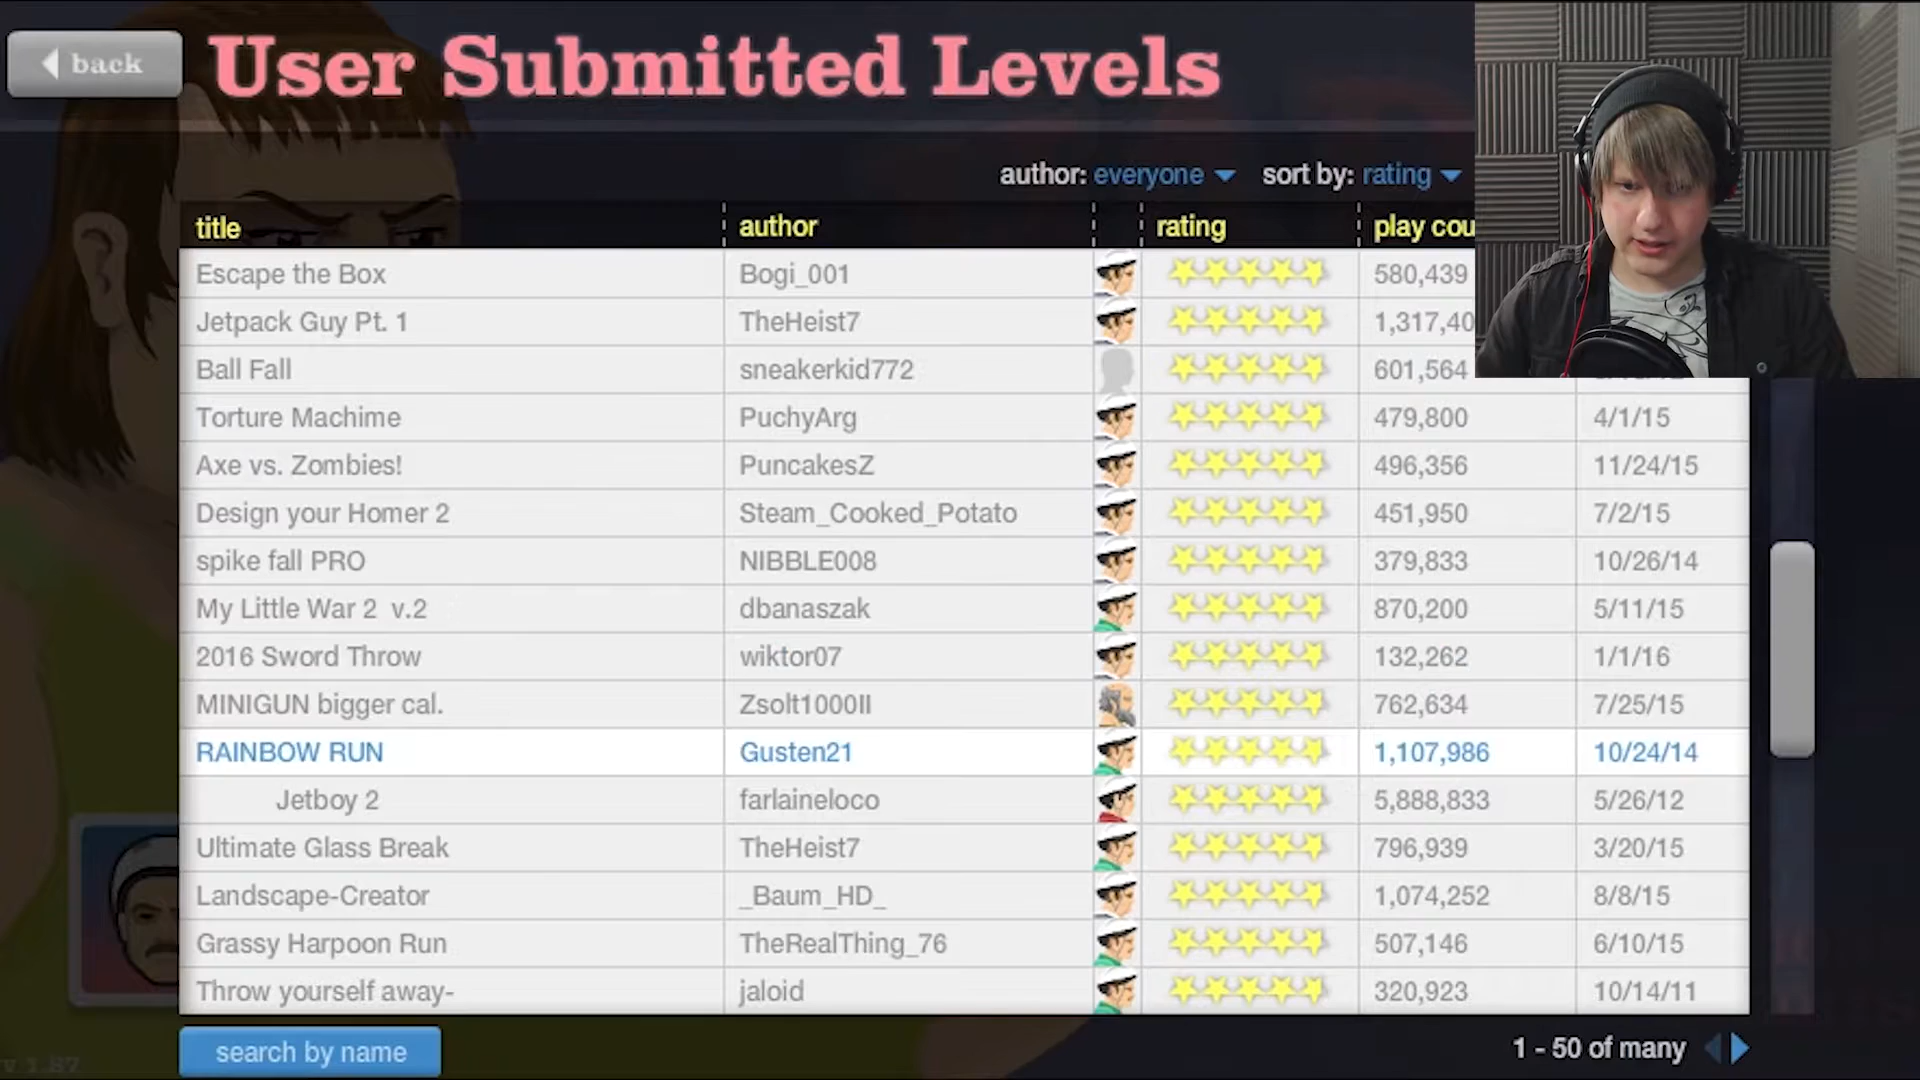 back
User Submitted Levels
author: everyone sort by: rating
title author rating play cou
Escape the Box Bogi_001 580,439
Jetpack Guy Pt. 1 TheHeist7 1,317,40
Ball Fall sneakerkid772 601,564
Torture Machime PuchyArg 479,800 4/1/15
Axe vs. Zombies! PuncakesZ 496,356 11/24/15
Design your Homer 2 Steam_Cooked_Potato 451,950 7/2/15
spike fall PRO NIBBLE008 379,833 10/26/14
My Little War 2 v.2 dbanaszak 870,200 5/11/15
2016 Sword Throw wiktor07 132,262 1/1/16
MINIGUN bigger cal. Zsolt1000II 762,634 7/25/15
RAINBOW RUN Gusten21 1,107,986 10/24/14
Jetboy 2 farlaineloco 5,888,833 5/26/12
Ultimate Glass Break TheHeist7 796,939 3/20/15
Landscape-Creator _Baum_HD_ 1,074,252 8/8/15
Grassy Harpoon Run TheRealThing_76 507,146 6/10/15
Throw yourself away- jaloid 320,923 10/14/11
search by name 1 - 50 of many
v 1.87